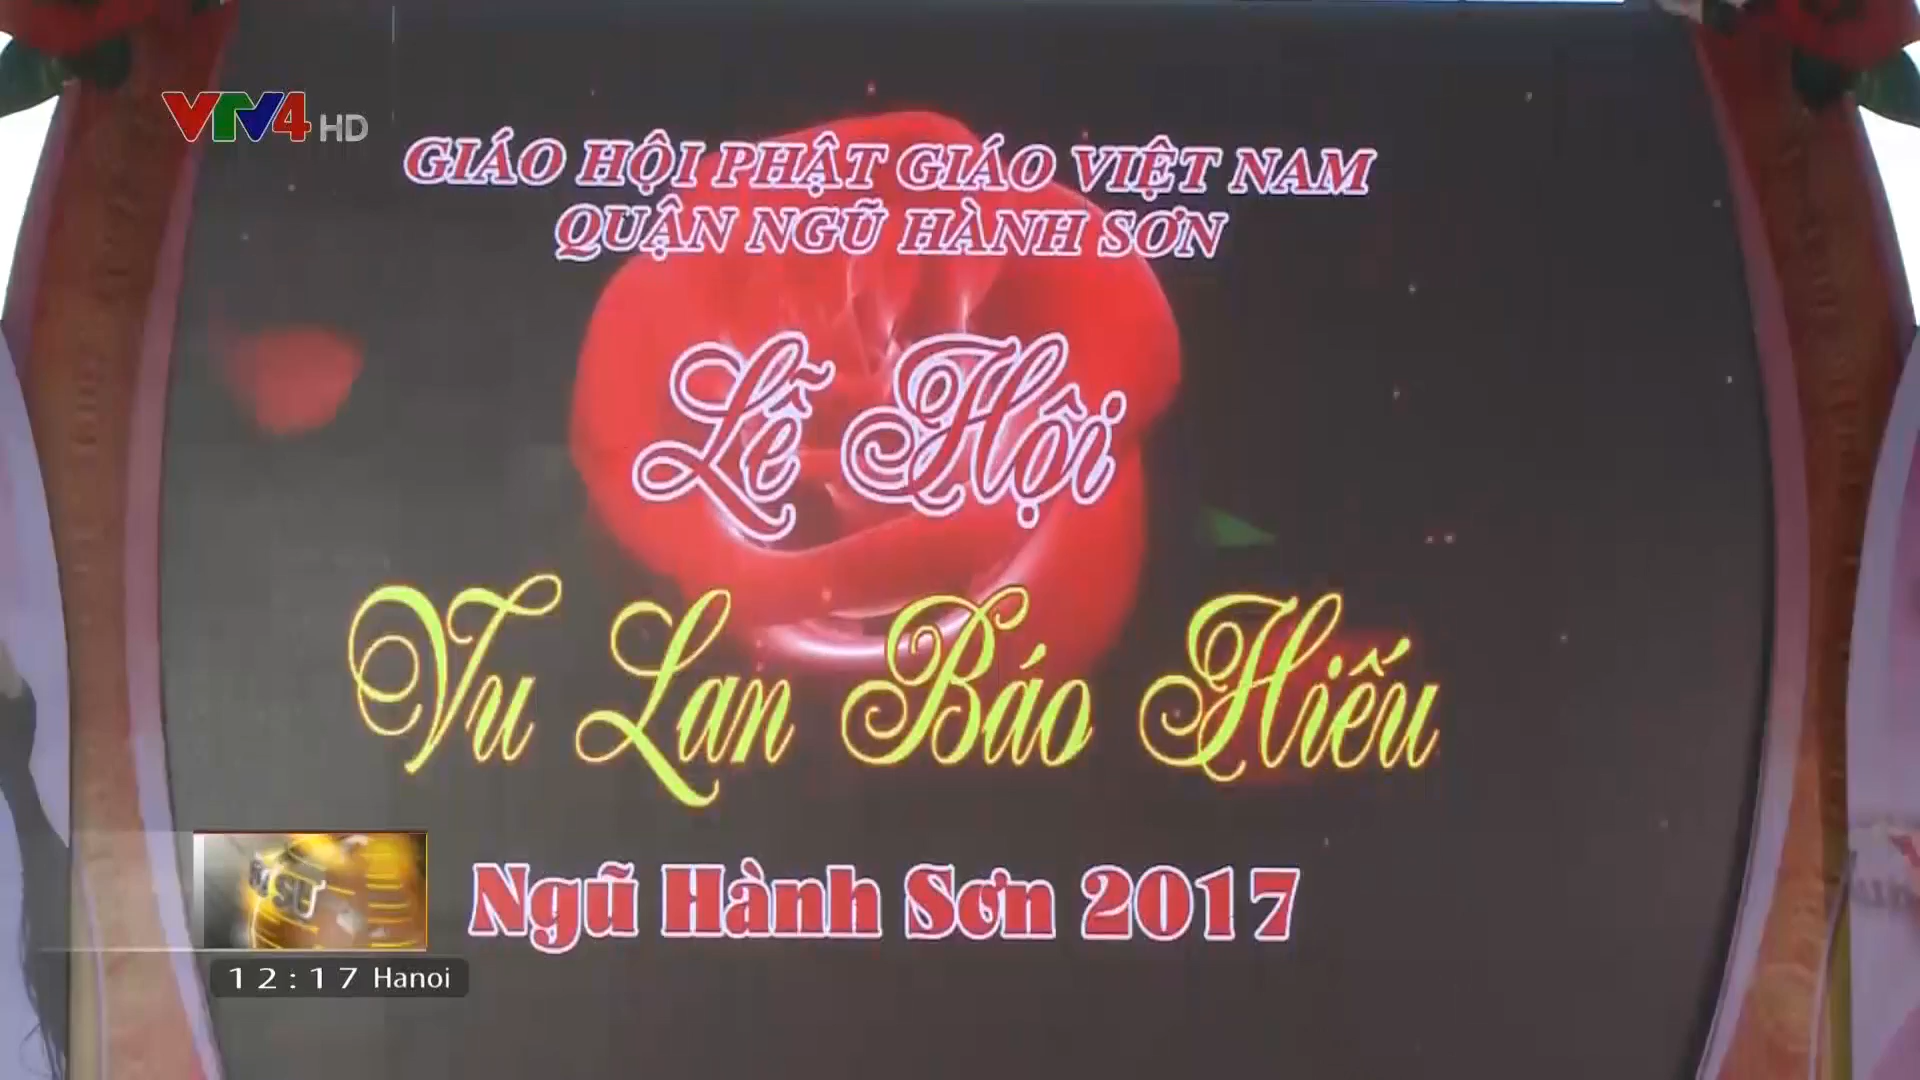 VTV4 HD
GIÁO HỘI PHẬT GIÁO VIỆT NAM
QUẬN NGŨ HÀNH SƠN
Lễ Hội
Vu Lan Báo Hiếu
Ngũ Hành Sơn 2017
12:17 Hanoi